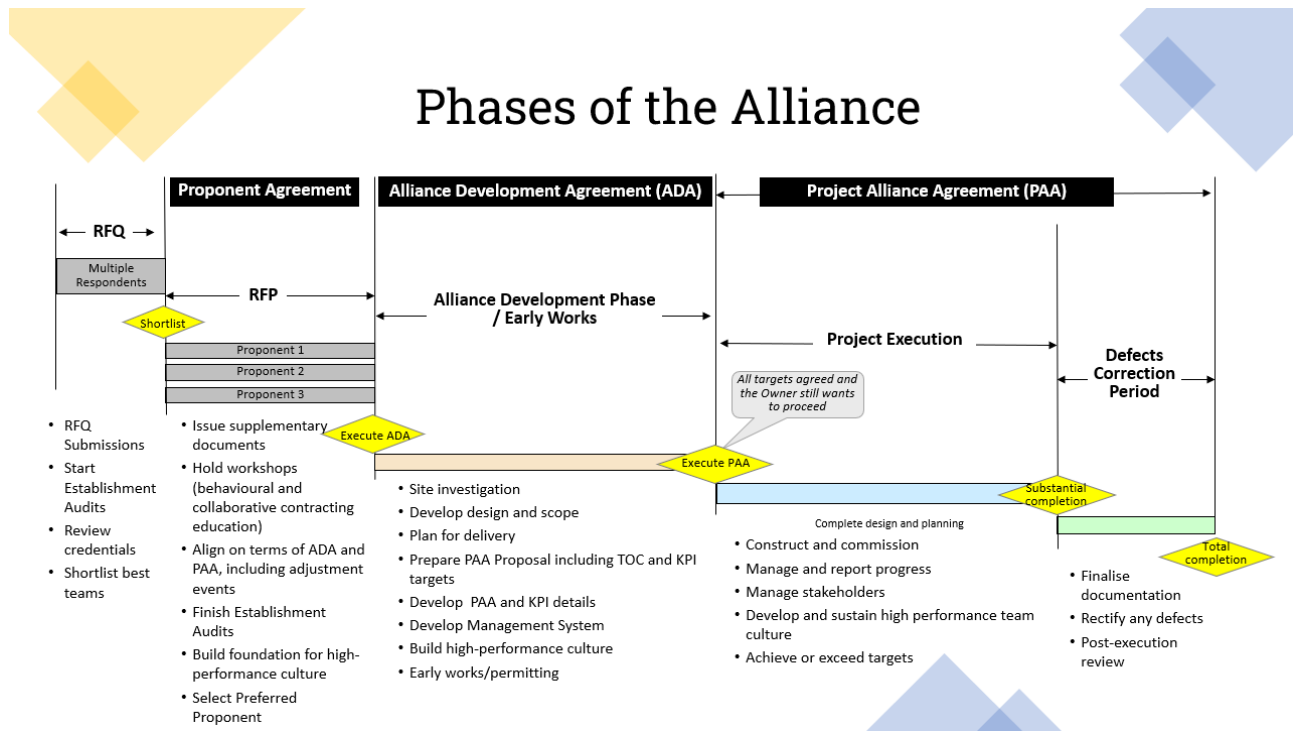 Phases of the Alliance
Proponent Agreement
Alliance Development Agreement (ADA)
Project Alliance Agreement (PAA)
RFQ
Multiple
Respondents
RFP
Alliance Development Phase
/ Early Works
Shortlist
Project Execution
Defects
Correction
Period
Proponent 1
Proponent 2
Proponent 3
All targets agreed and
the Owner still wants
to proceed
Execute ADA
Execute PAA
Substantial
completion
Total
completion
• RFQ
Submissions
• Start
Establishment
Audits
• Review
credentials
• Shortlist best
teams
• Issue supplementary
documents
• Hold workshops
(behavioural and
collaborative contracting
education)
• Align on terms of ADA and
PAA, including adjustment
events
• Finish Establishment
Audits
• Build foundation for high-
performance culture
• Select Preferred
Proponent
• Site investigation
• Develop design and scope
• Plan for delivery
• Prepare PAA Proposal including TOC and KPI
targets
• Develop PAA and KPI details
• Develop Management System
• Build high-performance culture
• Early works/permitting
Complete design and planning
• Construct and commission
• Manage and report progress
• Manage stakeholders
• Develop and sustain high performance team
culture
• Achieve or exceed targets
• Finalise
documentation
• Rectify any defects
• Post-execution
review